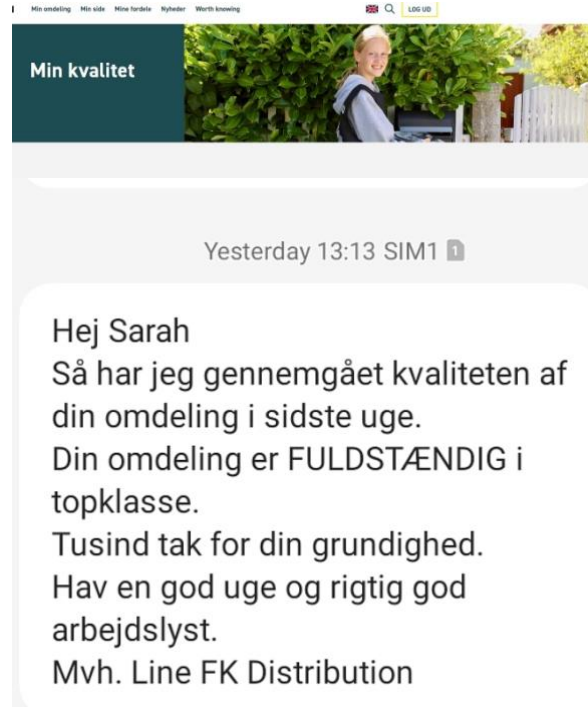 Min omdeling Min side Mine fordele Nyheder Worth knowing LOG UD
Min kvalitet
Yesterday 13:13 SIM1 1
Hej Sarah
Så har jeg gennemgået kvaliteten af
din omdeling i sidste uge.
Din omdeling er FULDSTÆNDIG i
topklasse.
Tusind tak for din grundighed.
Hav en god uge og rigtig god
arbejdslyst.
Mvh. Line FK Distribution